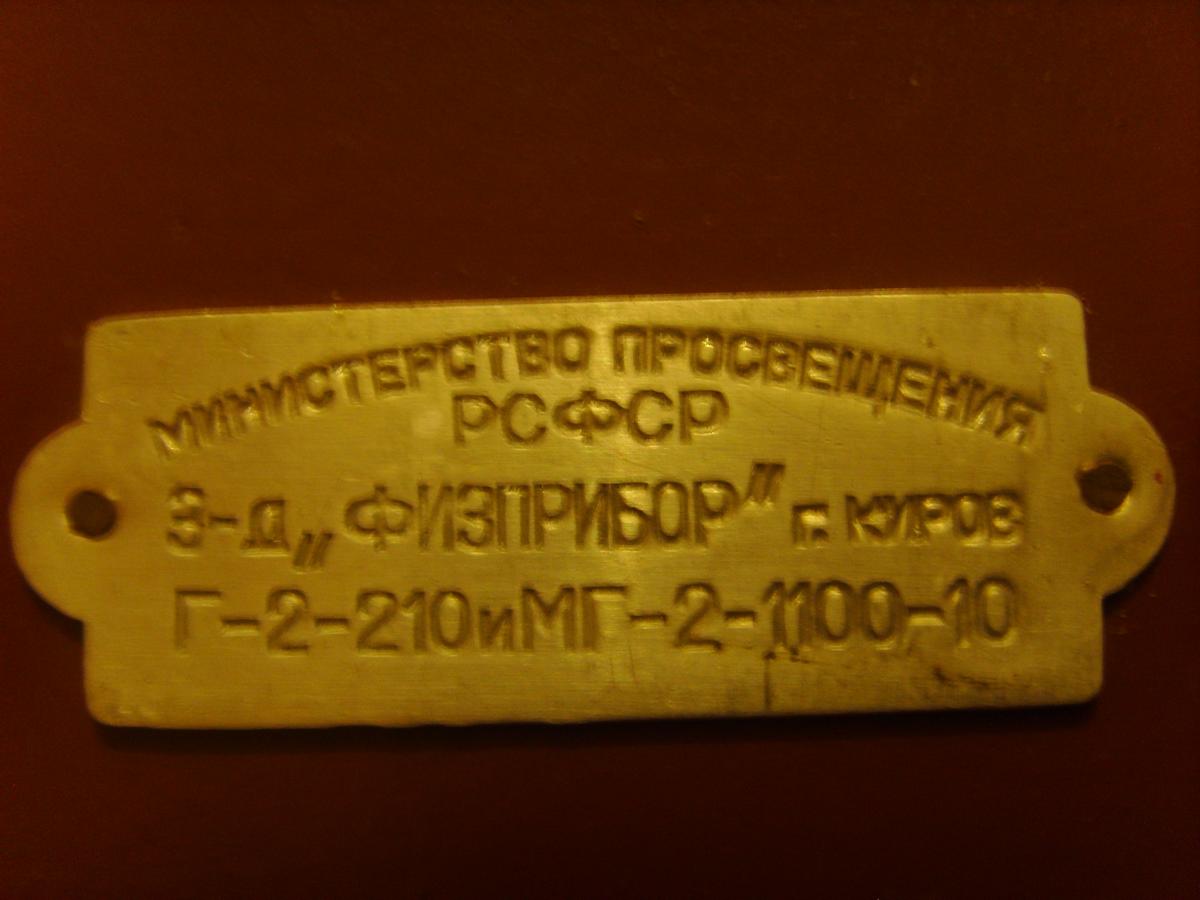 МИНИСТЕРСТВО ПРОСВЕЩЕНИЯ
РСФСР
З-д „ФИЗПРИБОР" г. КИРОВ
Г-2-210иМГ-2-1100-10